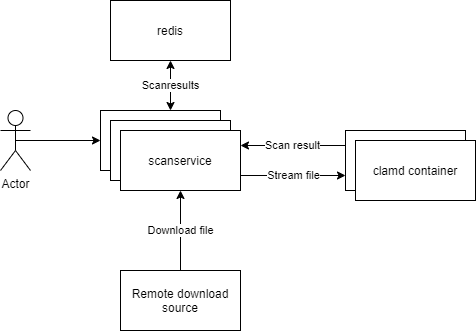 redis
Scanresults
Actor
scanservice
Scan result
Stream file
clamd container
Download file
Remote download
source